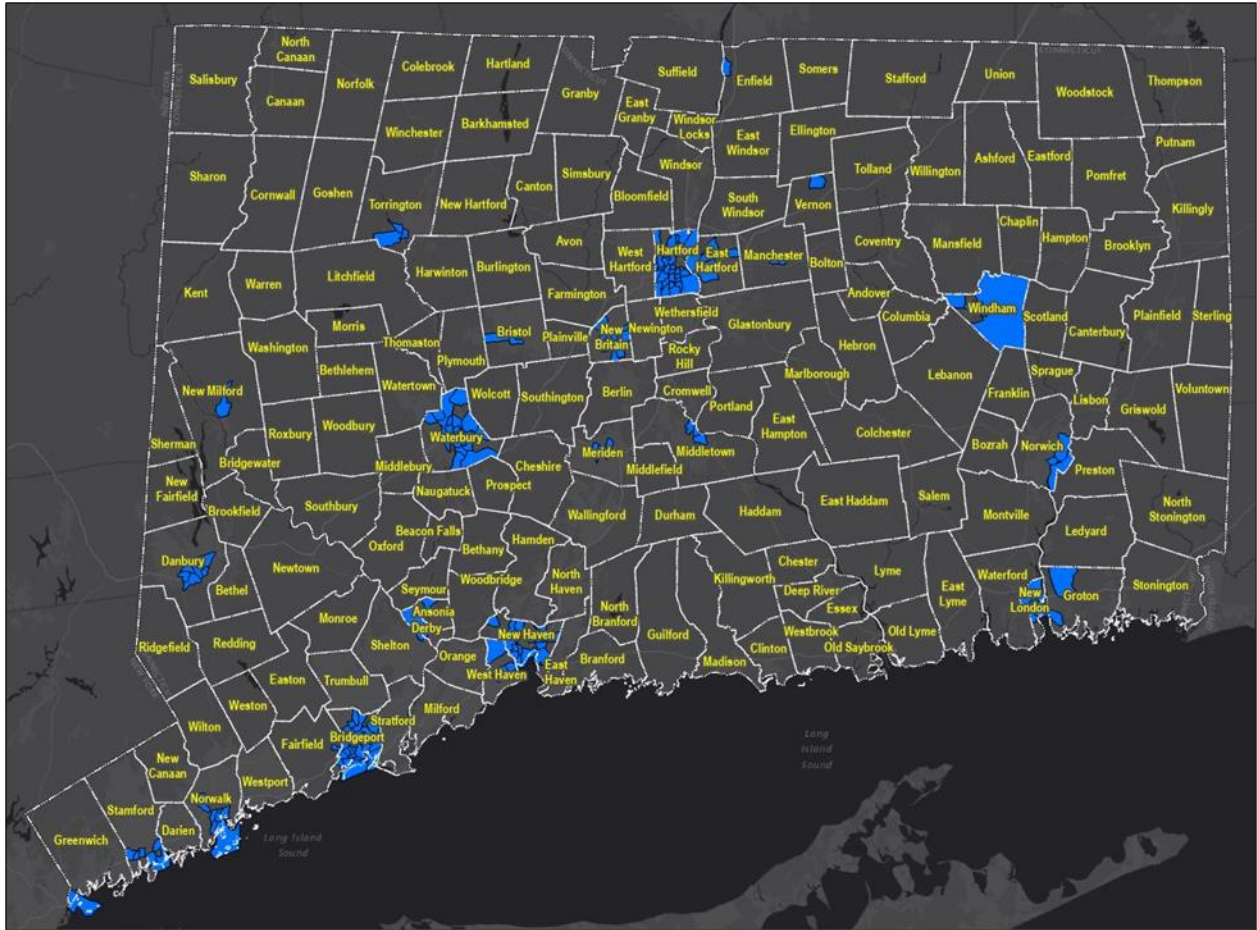 North
Canaan
Salisbury
Norfolk
Colebrook
Hartland
Canaan
Winchester
Barkhamsted
Granby
Suffield
East
Granby
Windsor
Locks
Enfield
Somers
Stafford
Union
Woodstock
Thompson
CONNECTICUT
CONNECTICUT
NEW YORK
CONNECTICUT
Sharon
Cornwall
Goshen
Torrington
New Hartford
Canton
Simsbury
Bloomfield
Windsor
East
Windsor
Ellington
South
Windsor
Vernon
Tolland
Willington
Ashford
Eastford
Pomfret
Putnam
Killingly
Kent
Warren
Litchfield
Harwinton
Burlington
Avon
Farmington
West
Hartford
Hartford
East
Hartford
Manchester
Bolton
Coventry
Mansfield
Chaplin
Hampton
Brooklyn
Andover
Columbia
Windham
Scotland
Canterbury
Plainfield
Sterling
Washington
Morris
Bethlehem
Thomaston
Watertown
Plymouth
Bristol
Plainville
New
Britain
Newington
Wethersfield
Rocky
Hill
Glastonbury
Hebron
Marlborough
Lebanon
Franklin
Sprague
Lisbon
Griswold
Voluntown
New Milford
Roxbury
Woodbury
Waterbury
Wolcott
Southington
Berlin
Cromwell
Portland
East
Hampton
Colchester
Bozrah
Norwich
Preston
Sherman
Bridgewater
Middlebury
Naugatuck
Prospect
Cheshire
Meriden
Middlefield
Middletown
New
Fairfield
Brookfield
Southbury
Oxford
Beacon Falls
Bethany
Hamden
Wallingford
Durham
Haddam
East Haddam
Salem
Montville
Ledyard
North
Stonington
Danbury
Bethel
Newtown
Seymour
Woodbridge
North
Haven
Ansonia
Derby
Monroe
Shelton
North
Branford
Guilford
Killingworth
Chester
Deep River
Essex
Lyme
East
Lyme
Waterford
New
London
Groton
Stonington
Ridgefield
Redding
Easton
Trumbull
Orange
New Haven
West Haven
East
Haven
Branford
Madison
Clinton
Westbrook
Old Saybrook
Old Lyme
Weston
Wilton
Fairfield
Bridgeport
Stratford
Milford
New
Canaan
Norwalk
Westport
Stamford
Darien
Greenwich
Long Island
Sound
Long
Island
Sound